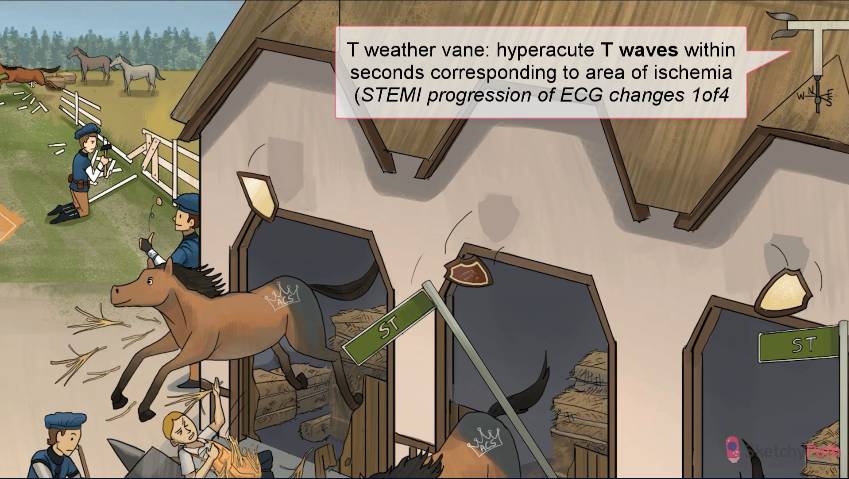 T weather vane: hyperacute T waves within
seconds corresponding to area of ischemia
(STEMI progression of ECG changes 1of4
N
W E
S
ACS
ST
ST
ACS